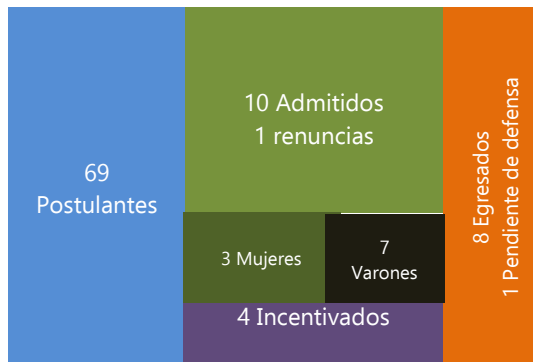 69
Postulantes
10 Admitidos
1 renuncias
3 Mujeres
7
Varones
4 Incentivados
8 Egresados
1 Pendiente de defensa